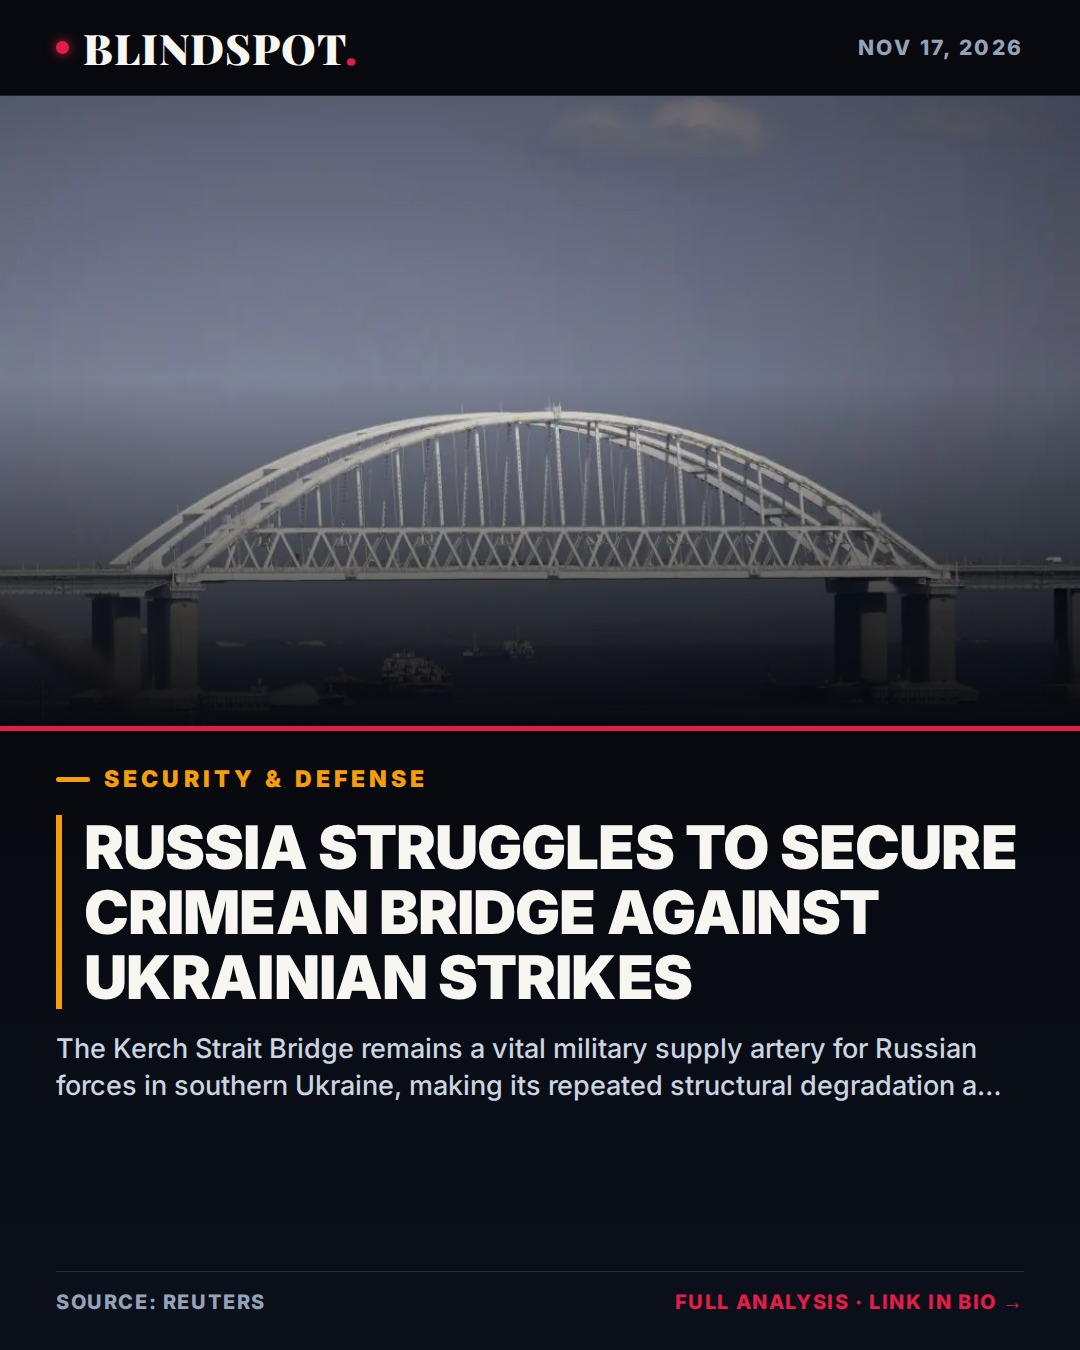 BLINDSPOT.
NOV 17, 2026
SECURITY & DEFENSE
RUSSIA STRUGGLES TO SECURE
CRIMEAN BRIDGE AGAINST
UKRAINIAN STRIKES
The Kerch Strait Bridge remains a vital military supply artery for Russian
forces in southern Ukraine, making its repeated structural degradation a...
SOURCE: REUTERS
FULL ANALYSIS · LINK IN BIO →